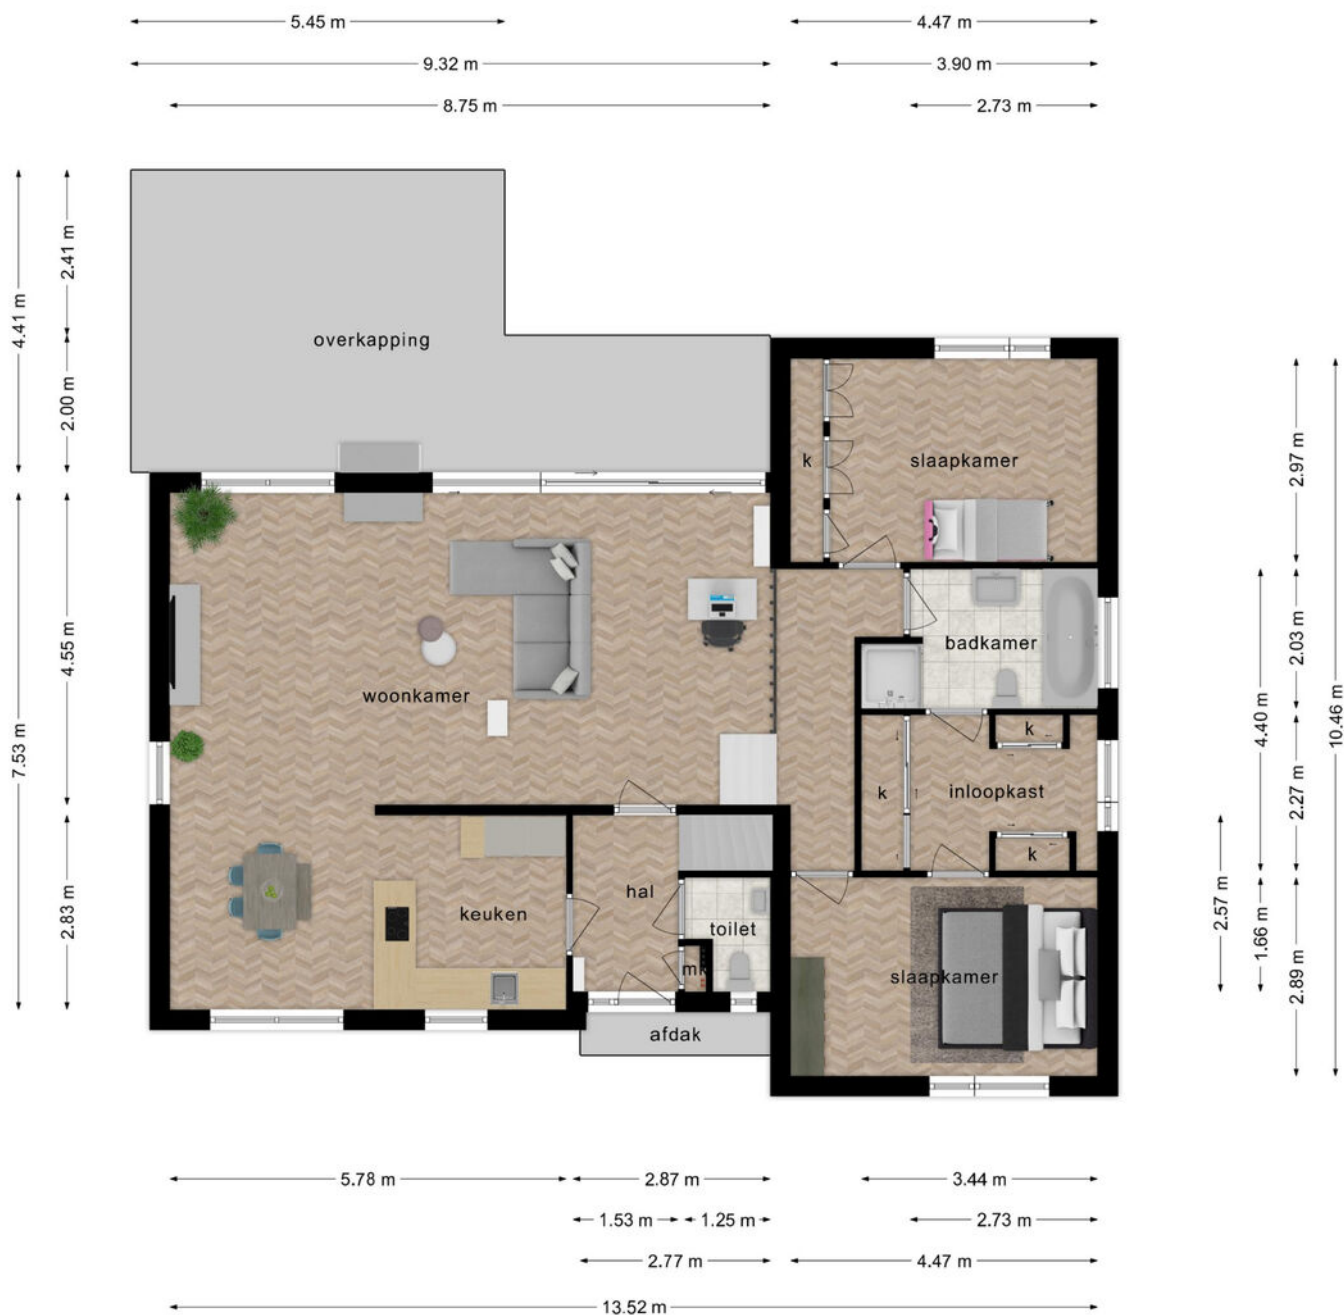 5.45 m
4.47 m
9.32 m
3.90 m
8.75 m
2.73 m
4.41 m
2.41 m
2.00 m
overkapping
k
slaapkamer
2.97 m
10.46 m
7.53 m
4.55 m
woonkamer
badkamer
2.03 m
4.40 m
k
k
inloopkast
k
2.27 m
2.83 m
keuken
hal
toilet
mk
slaapkamer
2.57 m
1.66 m
2.89 m
afdak
5.78 m
2.87 m
3.44 m
1.53 m
1.25 m
2.73 m
2.77 m
4.47 m
13.52 m